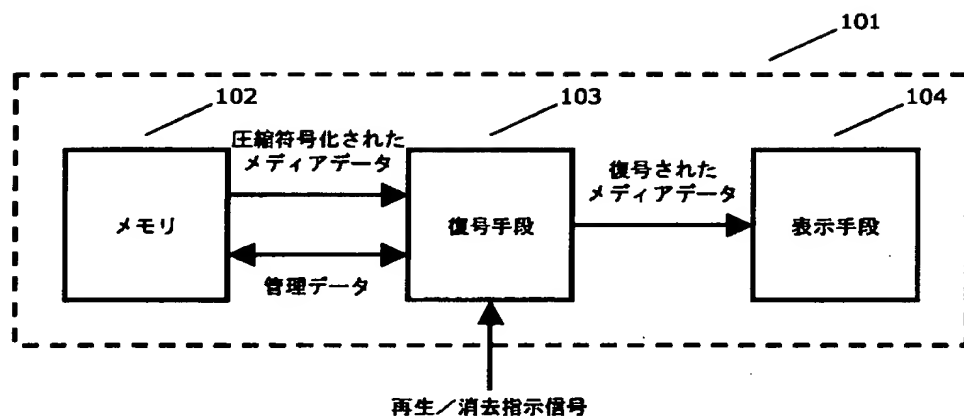 101
102
103
104
圧縮符号化された
メディアデータ
復号された
メディアデータ
メモリ
復号手段
表示手段
管理データ
再生／消去指示信号